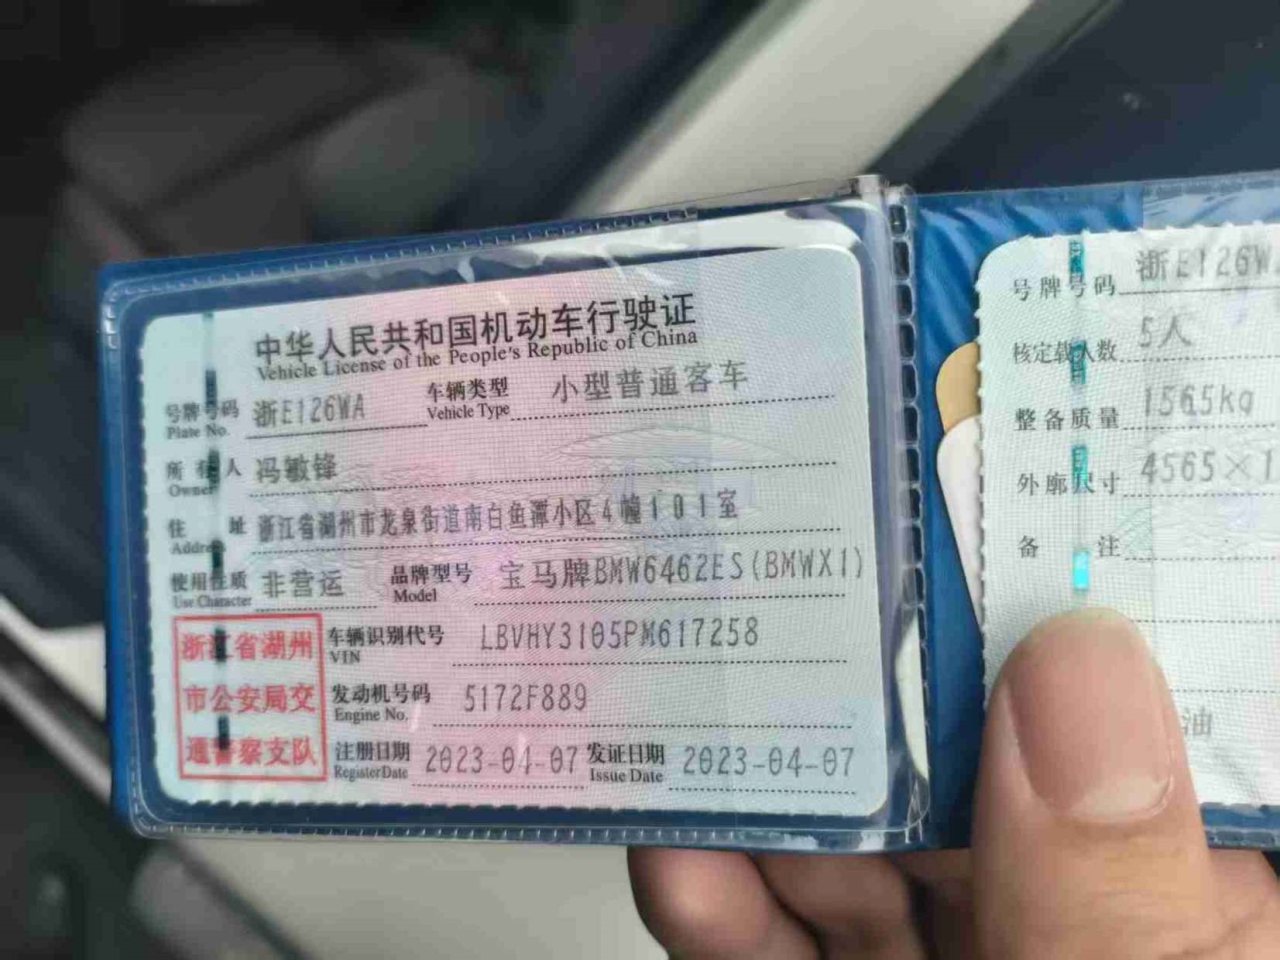 中华人民共和国机动车行驶证
Vehicle License of the People's Republic of China
号牌号码 浙E126WA 车辆类型 小型普通客车
Plate No. Vehicle Type
所有人 冯敏锋
Owner
住址 浙江省湖州市龙泉街道南白鱼潭小区4幢101室
Address
使用性质 非营运 品牌型号 宝马牌BMW6462ES(BMWX1)
Use Character Model
浙江省湖州
市公安局交
通警察支队
车辆识别代号 LBVHY3105PM617258
VIN
发动机号码 5172F889
Engine No.
注册日期 2023-04-07 发证日期 2023-04-07
Register Date Issue Date
号牌号码 浙E126W
核定载人数 5人
整备质量 1565kg
外廓尺寸 4565×1
备注
油